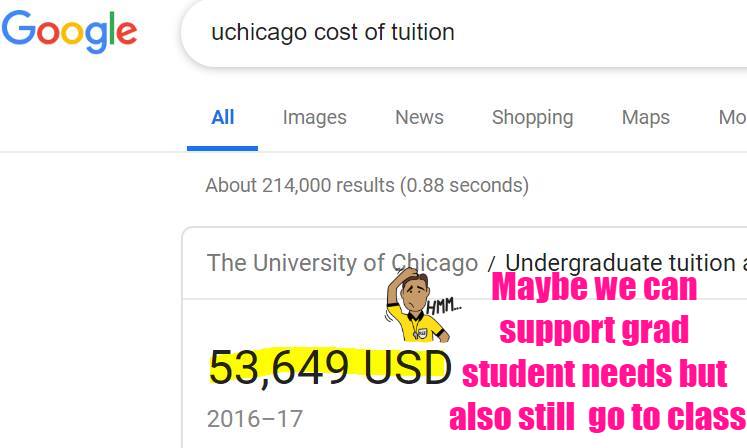 Google
uchicago cost of tuition
All Images News Shopping Maps Mo
About 214,000 results (0.88 seconds)
The University of Chicago / Undergraduate tuition a
HMM...
Maybe we can
support grad
student needs but
also still go to class
53,649 USD
2016–17